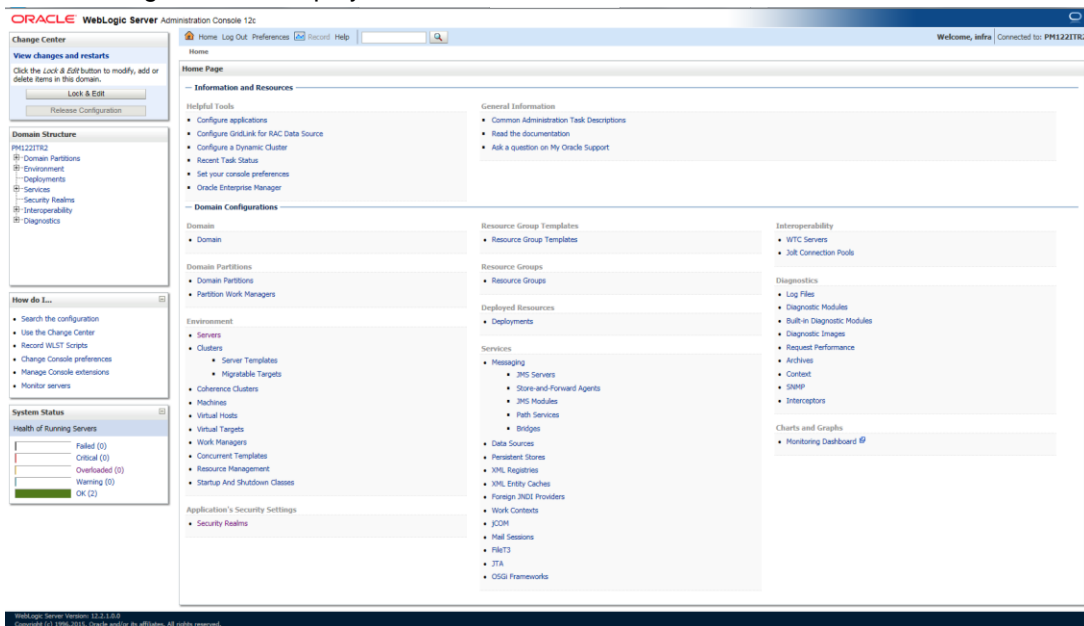 ORACLE WebLogic Server Administration Console 12c
Change Center
View changes and restarts
Click the Lock & Edit button to modify, add or
delete items in this domain.
Lock & Edit
Release Configuration
Domain Structure
PM122ITR2
Domain Partitions
Environment
Deployments
Services
Security Realms
Interoperability
Diagnostics
How do I...
Search the configuration
Use the Change Center
Record WLST Scripts
Change Console preferences
Manage Console extensions
Monitor servers
System Status
Health of Running Servers
Failed (0)
Critical (0)
Overloaded (0)
Warning (0)
OK (2)
Home Log Out Preferences Record Help
Welcome, infra Connected to: PM122ITR2
Home
Home Page
Information and Resources
Helpful Tools
Configure applications
Configure GridLink for RAC Data Source
Configure a Dynamic Cluster
Recent Task Status
Set your console preferences
Oracle Enterprise Manager
General Information
Common Administration Task Descriptions
Read the documentation
Ask a question on My Oracle Support
Domain Configurations
Domain
Domain
Domain Partitions
Domain Partitions
Partition Work Managers
Environment
Servers
Clusters
Server Templates
Migratable Targets
Coherence Clusters
Machines
Virtual Hosts
Virtual Targets
Work Managers
Concurrent Templates
Resource Management
Startup And Shutdown Classes
Application's Security Settings
Security Realms
Resource Group Templates
Resource Group Templates
Resource Groups
Resource Groups
Deployed Resources
Deployments
Services
Messaging
JMS Servers
Store-and-Forward Agents
JMS Modules
Path Services
Bridges
Data Sources
Persistent Stores
XML Registries
XML Entity Caches
Foreign JNDI Providers
Work Contexts
jCOM
Mail Sessions
FileT3
JTA
OSGi Frameworks
Interoperability
WTC Servers
Jolt Connection Pools
Diagnostics
Log Files
Diagnostic Modules
Built-in Diagnostic Modules
Diagnostic Images
Request Performance
Archives
Context
SNMP
Interceptors
Charts and Graphs
Monitoring Dashboard
WebLogic Server Version: 12.2.1.0.0
Copyright (c) 1996,2015, Oracle and/or its affiliates. All rights reserved.